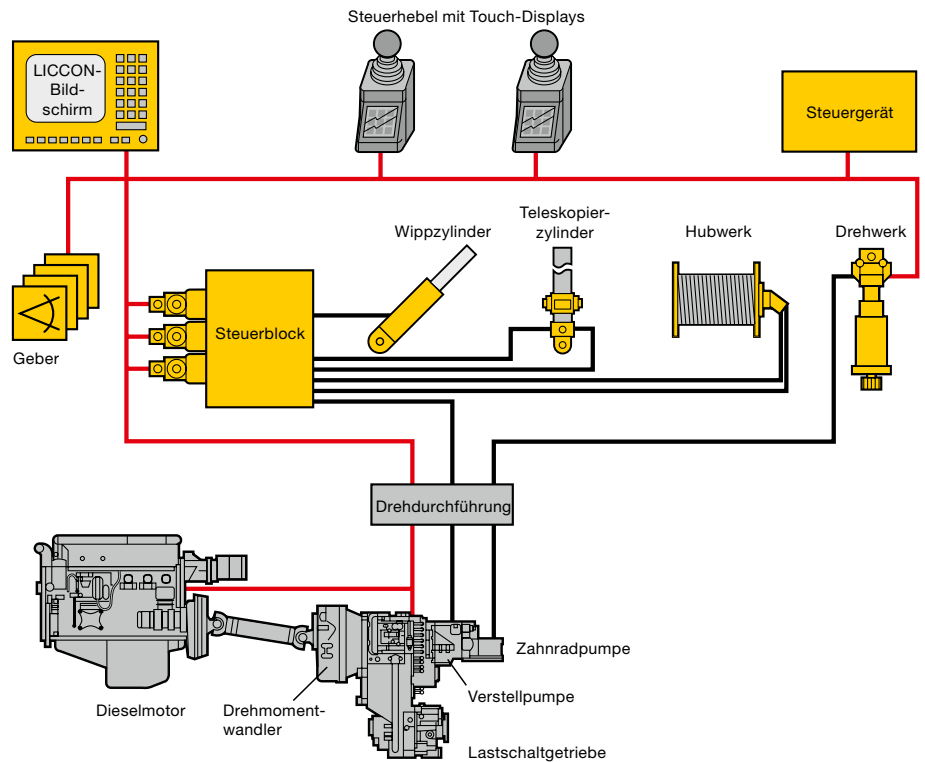 Steuerhebel mit Touch-Displays
LICCON-
Bild-
schirm
Steuergerät
Wippzylinder
Teleskopier-
zylinder
Hubwerk
Drehwerk
Geber
Steuerblock
Drehdurchführung
Zahnradpumpe
Verstellpumpe
Dieselmotor
Drehmoment-
wandler
Lastschaltgetriebe